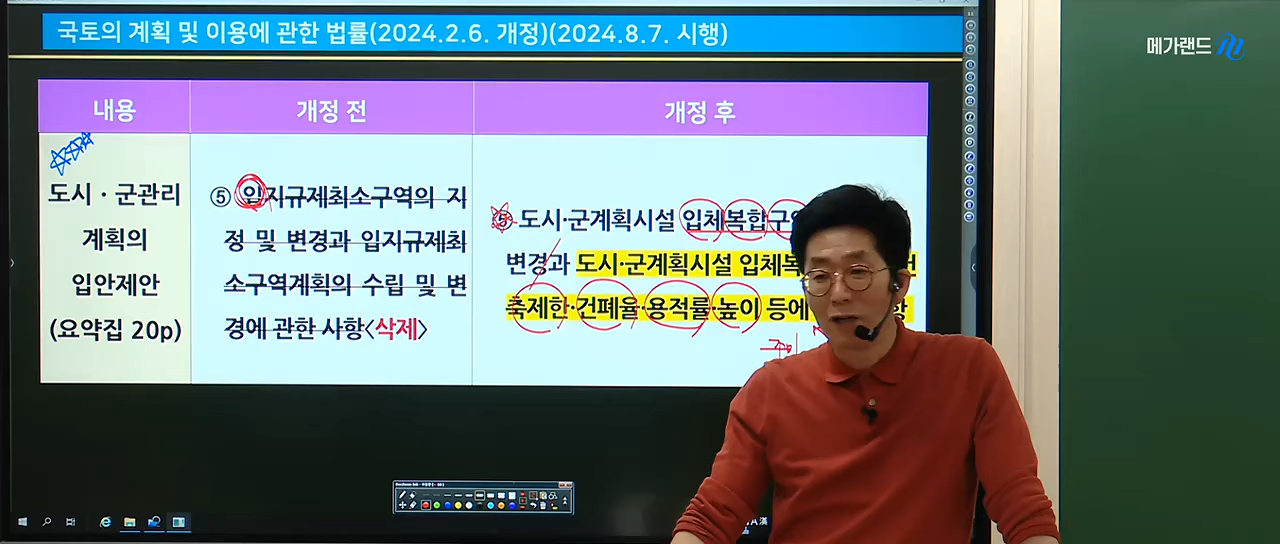 국토의 계획 및 이용에 관한 법률(2024.2.6. 개정)(2024.8.7. 시행)
메가랜드
내용
개정 전
개정 후
도시·군관리
계획의
입안제안
(요약집 20p)
⑤ 입지규제최소구역의 지
정 및 변경과 입지규제최
소구역계획의 수립 및 변
경에 관한 사항<삭제>
⑤ 도시·군계획시설 입체복합구
변경과 도시·군계획시설 입체복
축제한·건폐율·용적률·높이 등에